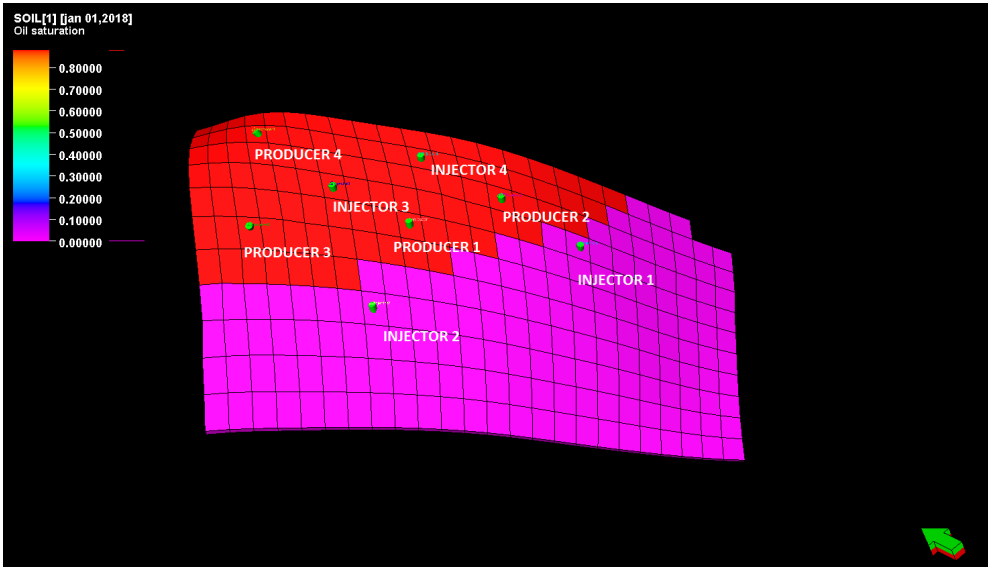 SOIL[1] [jan 01,2018]
Oil saturation
0.80000
0.70000
0.60000
0.50000
0.40000
0.30000
0.20000
0.10000
0.00000
PRODUCER 4
INJECTOR 4
INJECTOR 3
PRODUCER 2
PRODUCER 1
PRODUCER 3
INJECTOR 1
INJECTOR 2